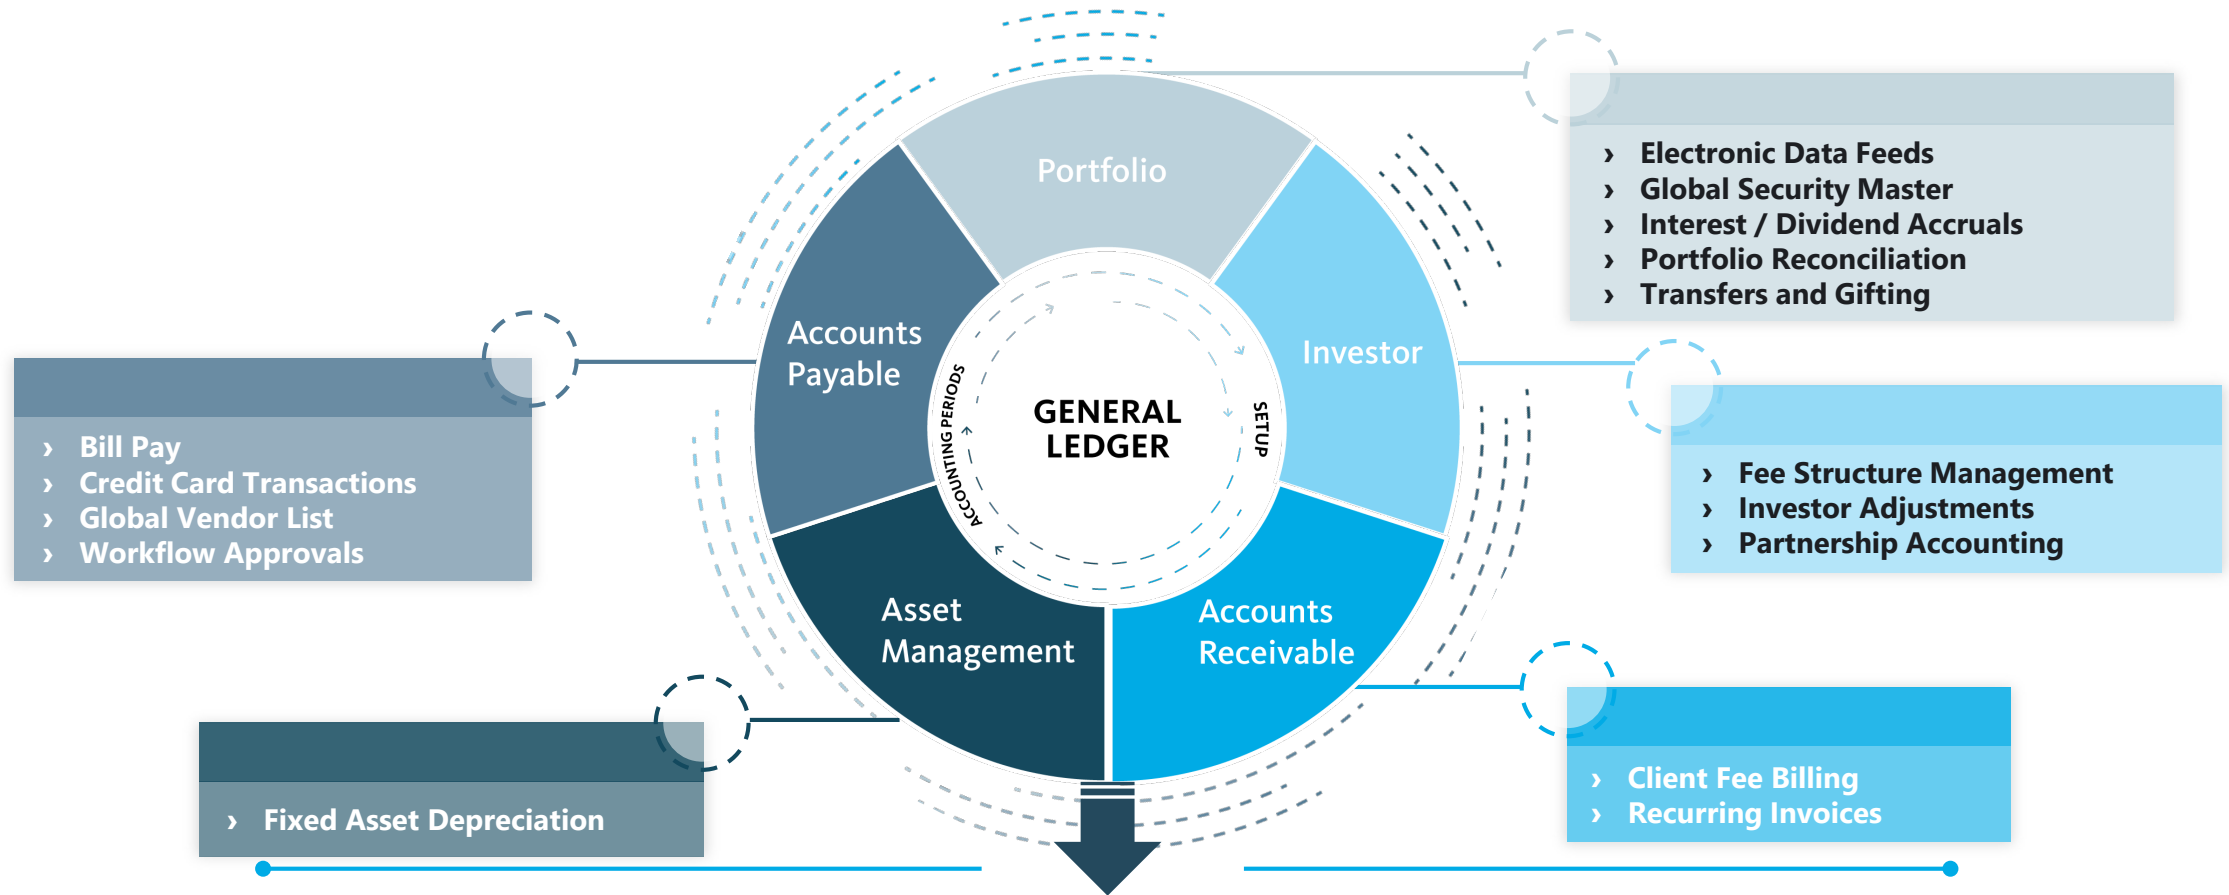 Portfolio
Accounts
Payable
Investor
ACCOUNTING PERIODS
GENERAL
LEDGER
SETUP
Asset
Management
Accounts
Receivable
› Electronic Data Feeds
› Global Security Master
› Interest / Dividend Accruals
› Portfolio Reconciliation
› Transfers and Gifting
› Bill Pay
› Credit Card Transactions
› Global Vendor List
› Workflow Approvals
› Fee Structure Management
› Investor Adjustments
› Partnership Accounting
› Fixed Asset Depreciation
› Client Fee Billing
› Recurring Invoices